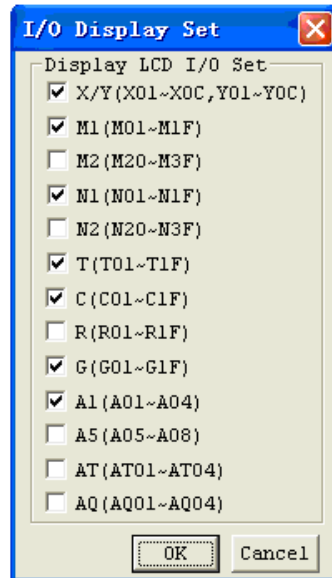 I/O Display Set
Display LCD I/O Set
X/Y(X01~X0C,Y01~Y0C)
M1(M01~M1F)
M2(M20~M3F)
N1(N01~N1F)
N2(N20~N3F)
T(T01~T1F)
C(C01~C1F)
R(R01~R1F)
G(G01~G1F)
A1(A01~A04)
A5(A05~A08)
AT(AT01~AT04)
AQ(AQ01~AQ04)
OK Cancel